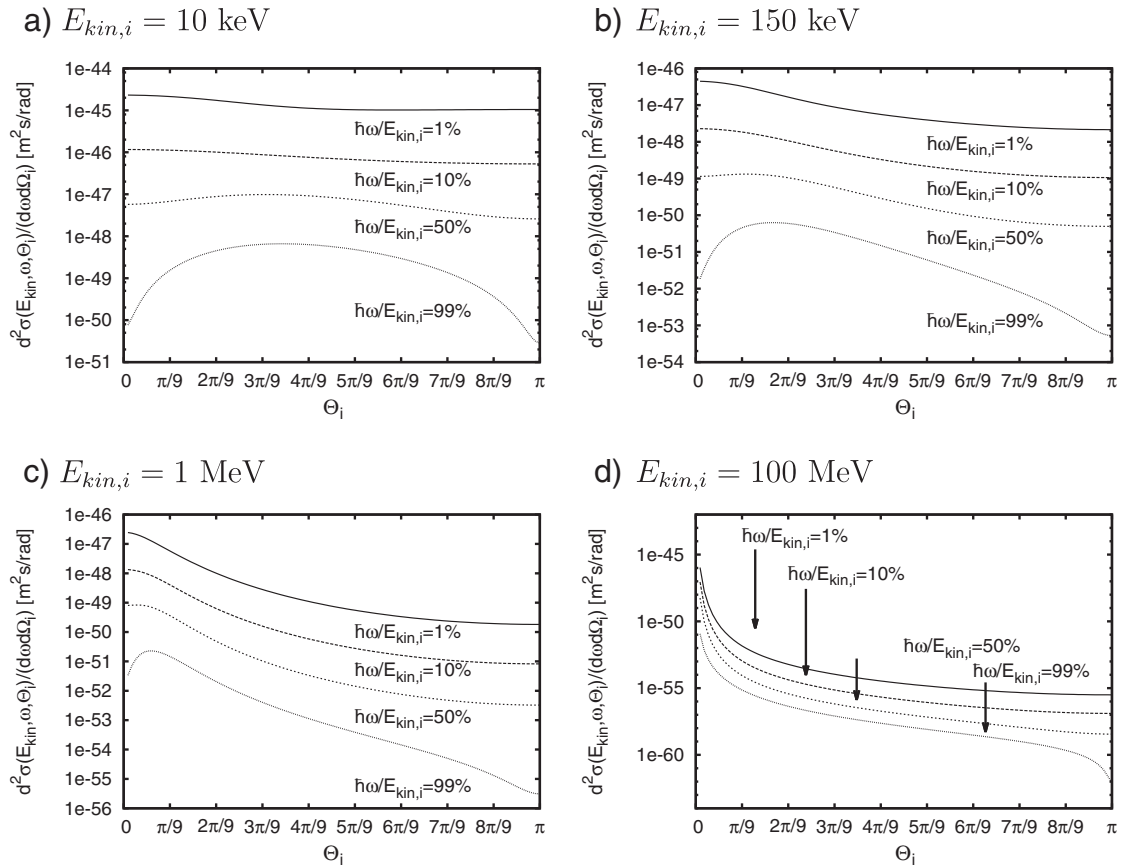 a) E_{kin,i} = 10 keV
d²σ(E_{kin},ω,Θ_i)/(dωdΩ_i) [m²s/rad]
1e-44
1e-45
1e-46
1e-47
1e-48
1e-49
1e-50
1e-51
ħω/E_{kin,i}=1%
ħω/E_{kin,i}=10%
ħω/E_{kin,i}=50%
ħω/E_{kin,i}=99%
0 π/9 2π/9 3π/9 4π/9 5π/9 6π/9 7π/9 8π/9 π
Θ_i
b) E_{kin,i} = 150 keV
d²σ(E_{kin},ω,Θ_i)/(dωdΩ_i) [m²s/rad]
1e-46
1e-47
1e-48
1e-49
1e-50
1e-51
1e-52
1e-53
1e-54
ħω/E_{kin,i}=1%
ħω/E_{kin,i}=10%
ħω/E_{kin,i}=50%
ħω/E_{kin,i}=99%
0 π/9 2π/9 3π/9 4π/9 5π/9 6π/9 7π/9 8π/9 π
Θ_i
c) E_{kin,i} = 1 MeV
d²σ(E_{kin},ω,Θ_i)/(dωdΩ_i) [m²s/rad]
1e-46
1e-47
1e-48
1e-49
1e-50
1e-51
1e-52
1e-53
1e-54
1e-55
1e-56
ħω/E_{kin,i}=1%
ħω/E_{kin,i}=10%
ħω/E_{kin,i}=50%
ħω/E_{kin,i}=99%
0 π/9 2π/9 3π/9 4π/9 5π/9 6π/9 7π/9 8π/9 π
Θ_i
d) E_{kin,i} = 100 MeV
d²σ(E_{kin},ω,Θ_i)/(dωdΩ_i) [m²s/rad]
1e-45
1e-50
1e-55
1e-60
ħω/E_{kin,i}=1%
ħω/E_{kin,i}=10%
ħω/E_{kin,i}=50%
ħω/E_{kin,i}=99%
0 π/9 2π/9 3π/9 4π/9 5π/9 6π/9 7π/9 8π/9 π
Θ_i